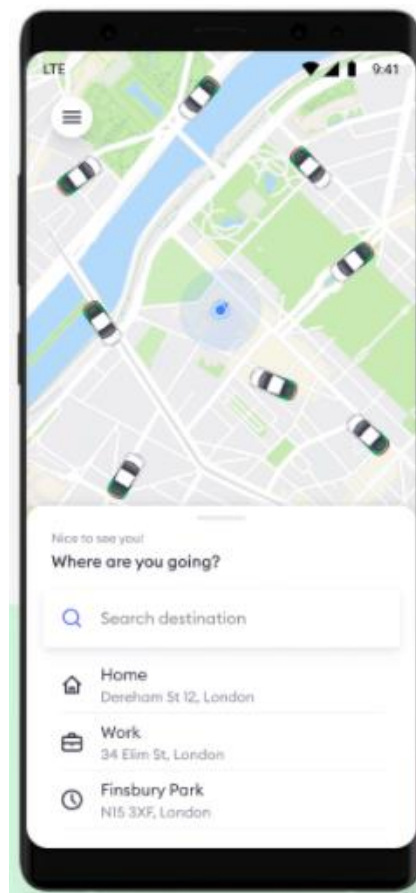 LTE 9:41
Nice to see you!
Where are you going?
Search destination
Home
Dereham St 12, London
Work
34 Elim St, London
Finsbury Park
N15 3XF, London